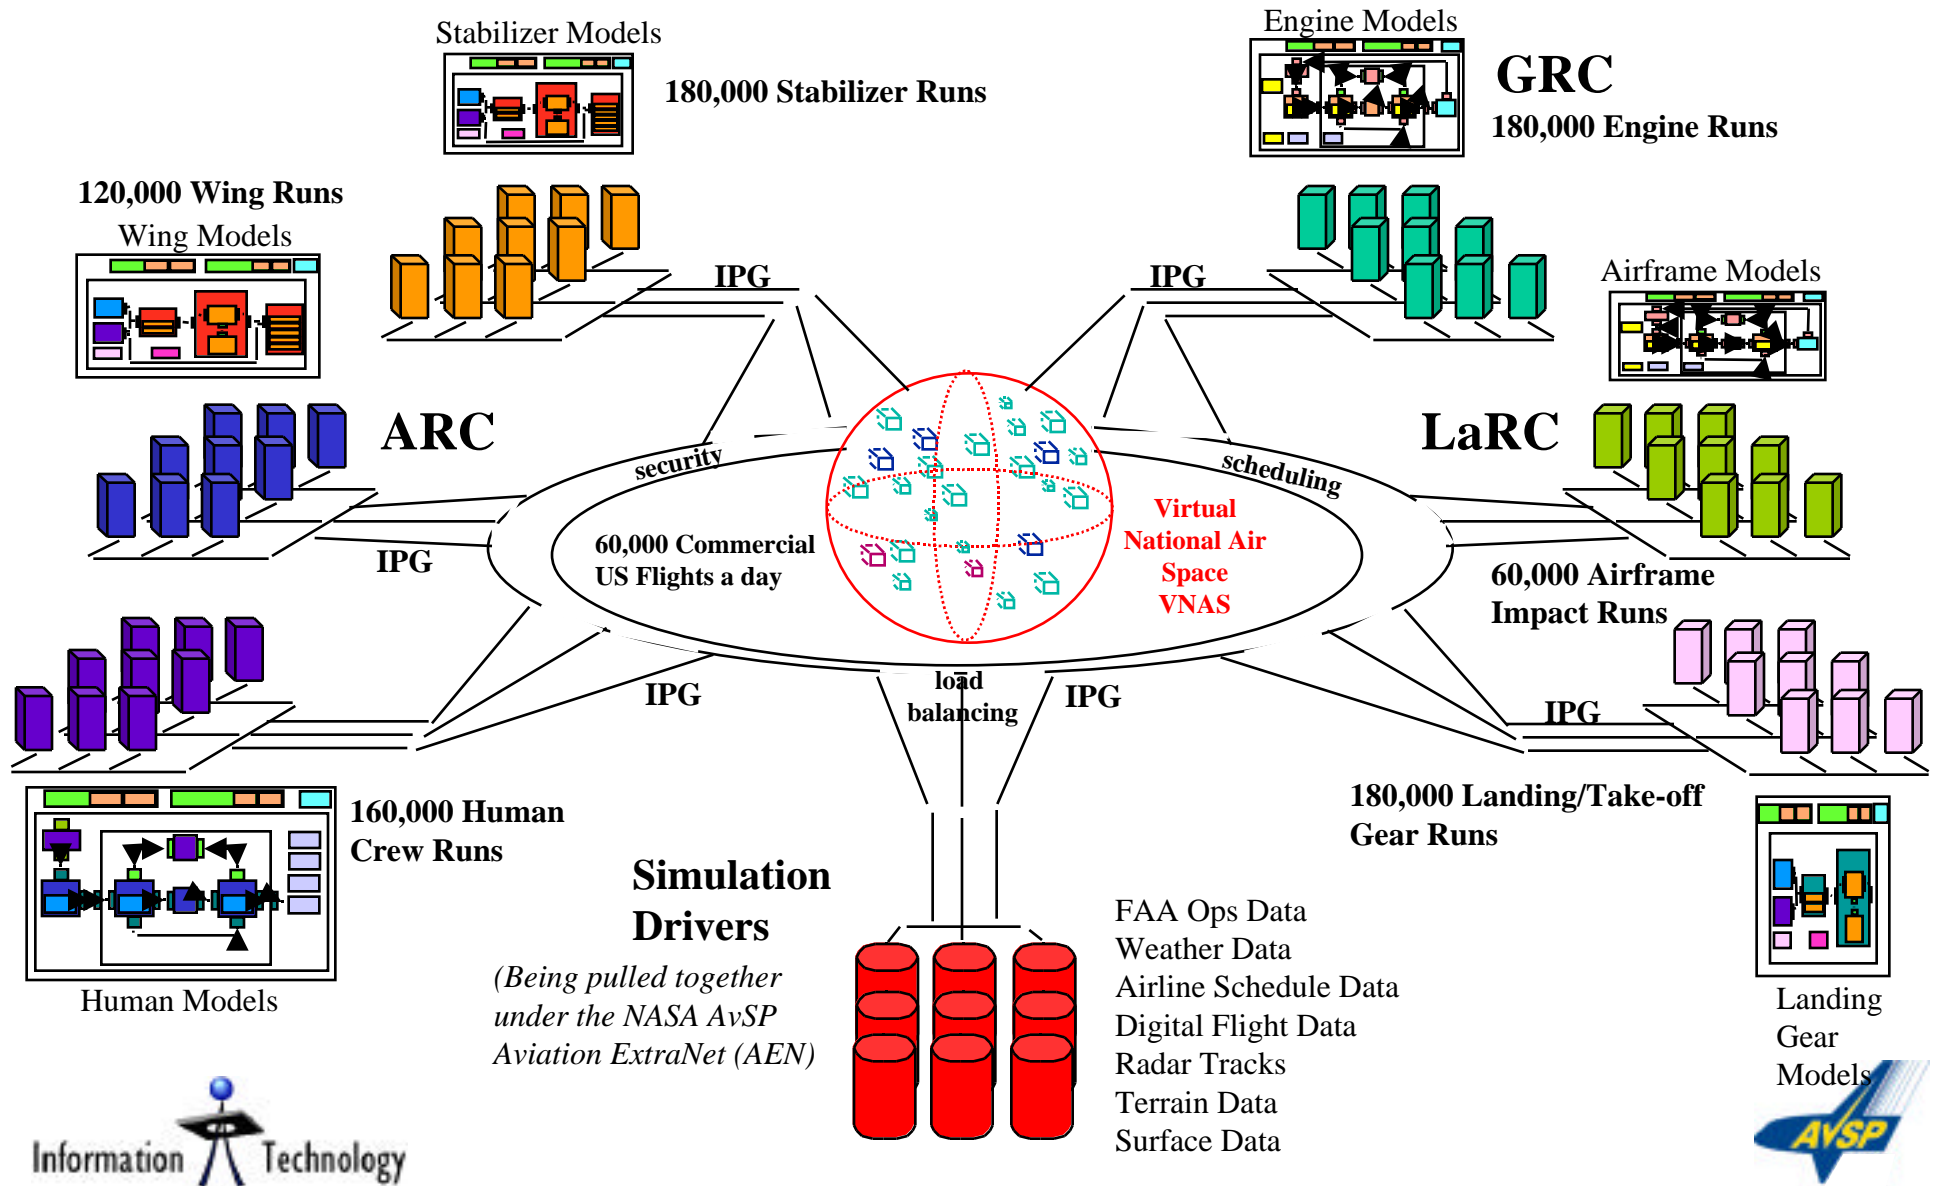 Stabilizer Models
180,000 Stabilizer Runs
Engine Models
GRC
180,000 Engine Runs
120,000 Wing Runs
Wing Models
IPG
IPG
Airframe Models
ARC
LaRC
security
scheduling
60,000 Commercial
US Flights a day
Virtual
National Air
Space
VNAS
IPG
60,000 Airframe
Impact Runs
IPG
load
balancing
IPG
IPG
160,000 Human
Crew Runs
180,000 Landing/Take-off
Gear Runs
Human Models
Simulation
Drivers
(Being pulled together
under the NASA AvSP
Aviation ExtraNet (AEN)
FAA Ops Data
Weather Data
Airline Schedule Data
Digital Flight Data
Radar Tracks
Terrain Data
Surface Data
Landing
Gear
Models
Information Technology
AvSP